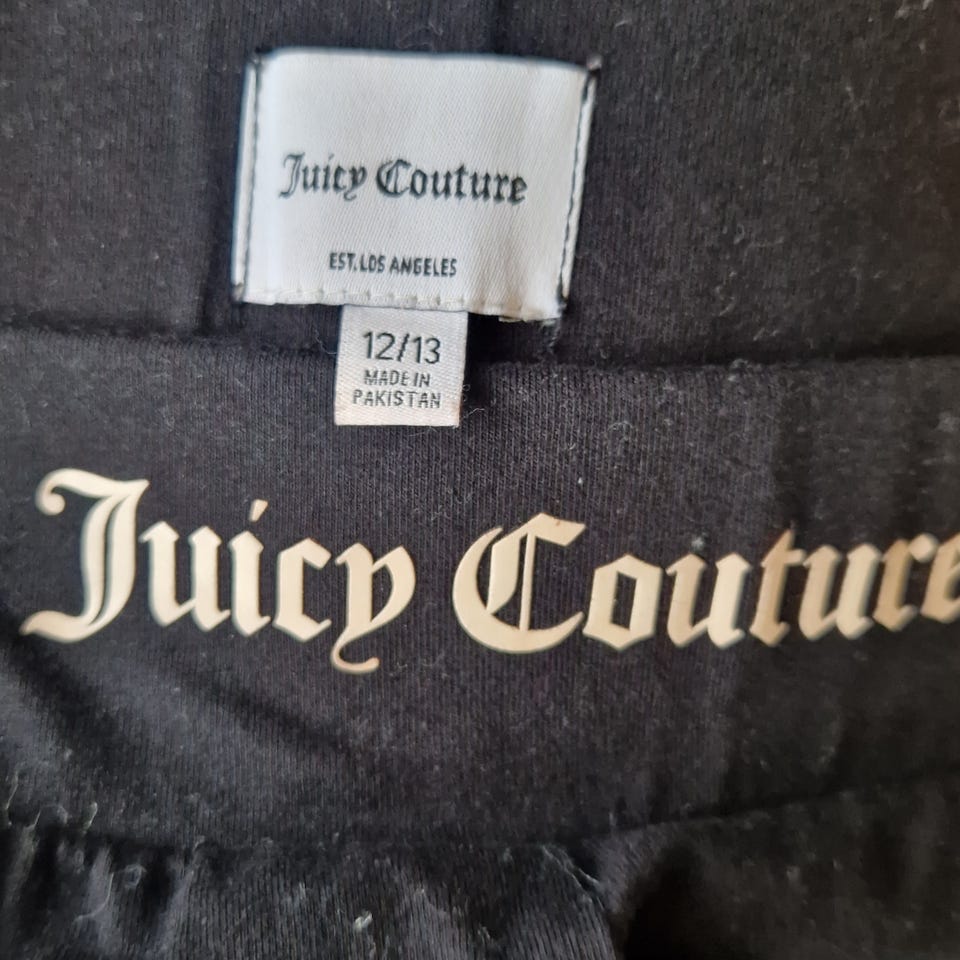 Juicy Couture
EST. LOS ANGELES
12/13
MADE IN
PAKISTAN
Juicy Couture